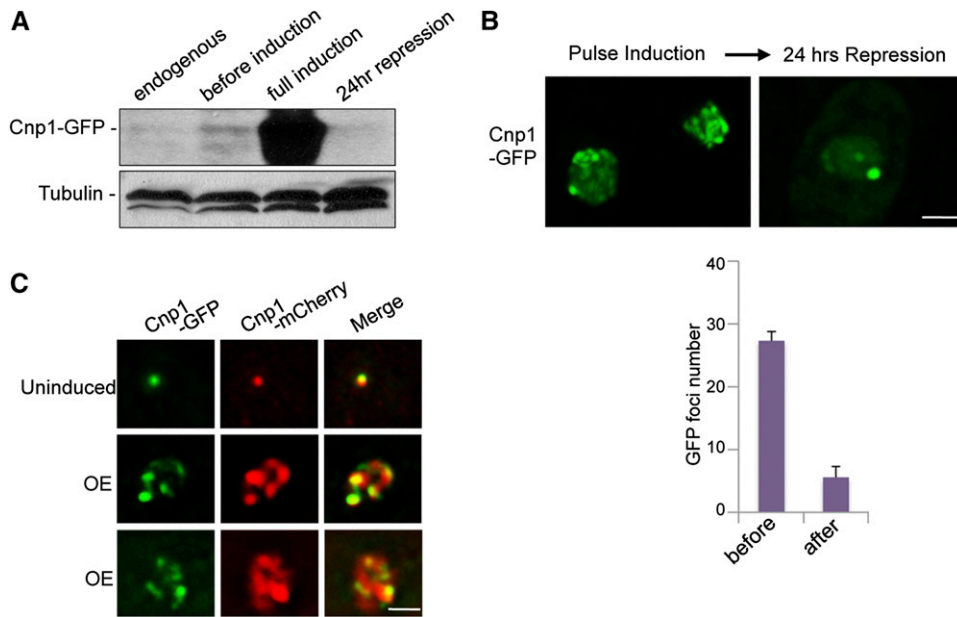 A
endogenous
before induction
full induction
24hr repression
Cnp1-GFP -
Tubulin -
B
Pulse Induction → 24 hrs Repression
Cnp1
-GFP
40
30
20
10
0
GFP foci number
before
after
C
Cnp1
-GFP
Cnp1
-mCherry
Merge
Uninduced
OE
OE